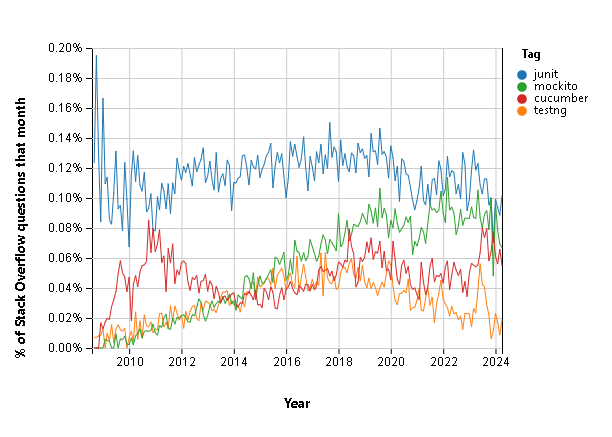 % of Stack Overflow questions that month
0.20%
0.18%
0.16%
0.14%
0.12%
0.10%
0.08%
0.06%
0.04%
0.02%
0.00%
2010 2012 2014 2016 2018 2020 2022 2024
Year
Tag
junit
mockito
cucumber
testng